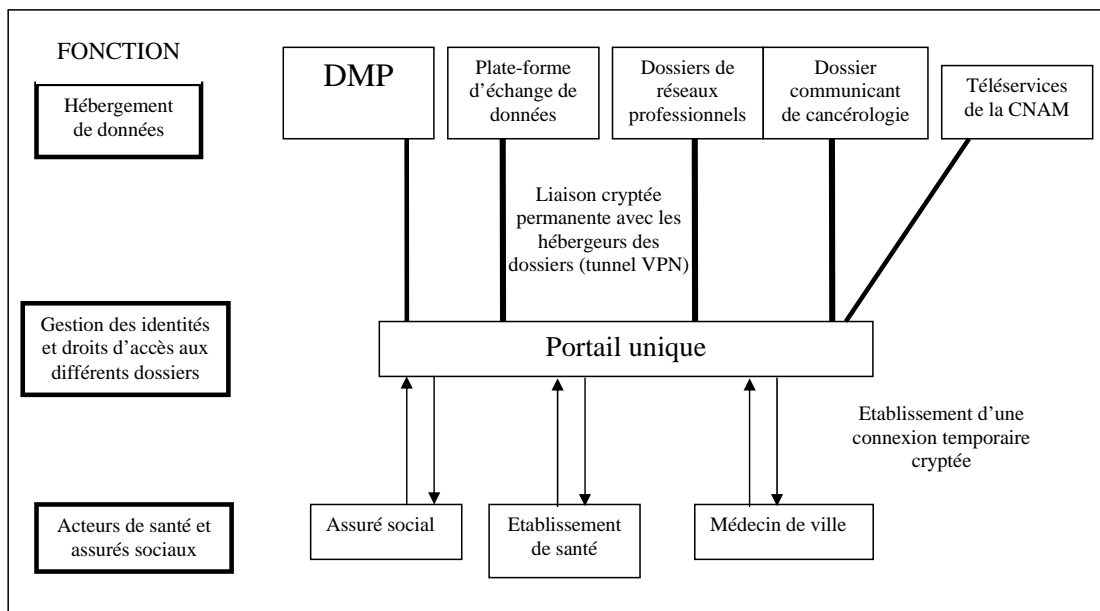 FONCTION
Hébergement
de données
DMP
Plate-forme
d’échange de
données
Dossiers de
réseaux
professionnels
Dossier
communicant
de cancérologie
Téléservices
de la CNAM
Liaison cryptée
permanente avec les
hébergeurs des
dossiers (tunnel VPN)
Gestion des identités
et droits d’accès aux
différents dossiers
Portail unique
Etablissement d’une
connexion temporaire
cryptée
Acteurs de santé et
assurés sociaux
Assuré social
Etablissement
de santé
Médecin de ville